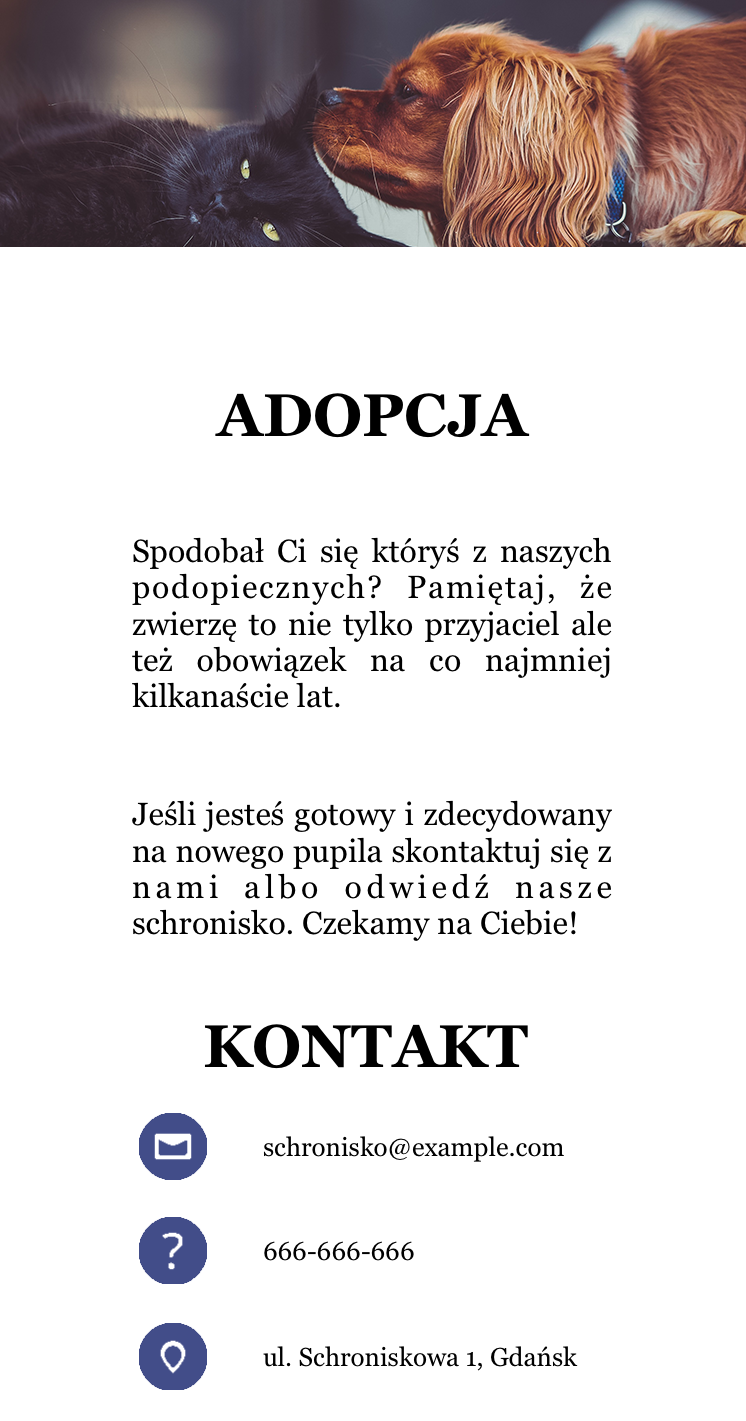 ADOPCJA
Spodobał Ci się któryś z naszych
podopiecznych? Pamiętaj, że
zwierzę to nie tylko przyjaciel ale
też obowiązek na co najmniej
kilkanaście lat.
Jeśli jesteś gotowy i zdecydowany
na nowego pupila skontaktuj się z
nami albo odwiedź nasze
schronisko. Czekamy na Ciebie!
KONTAKT
schronisko@example.com
?
666-666-666
ul. Schroniskowa 1, Gdańsk